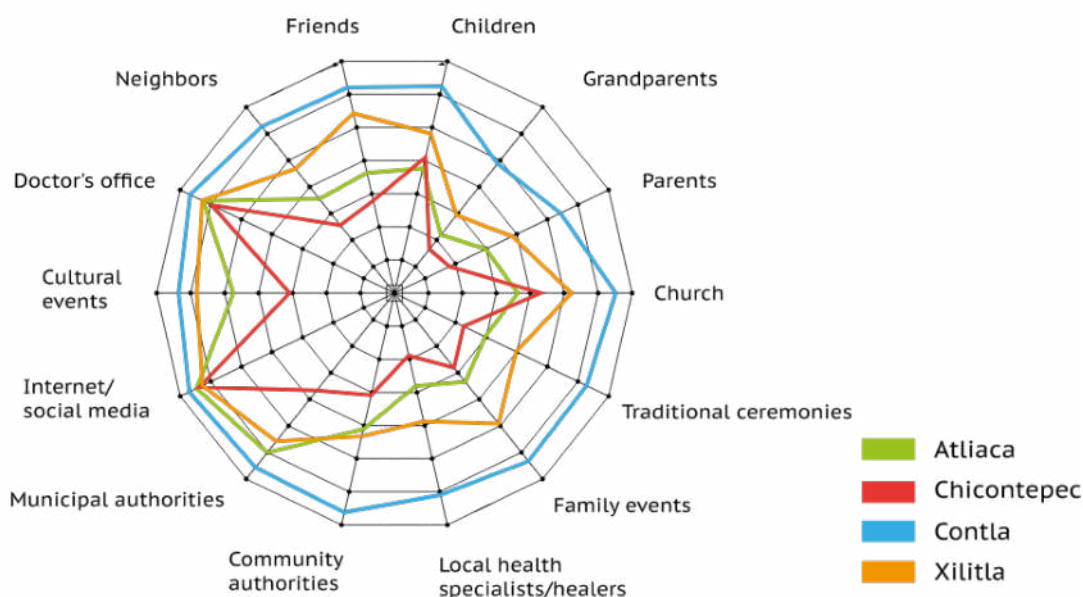 Friends
Children
Neighbors
Grandparents
Doctor's office
Parents
Cultural
events
Church
Internet/
social media
Traditional ceremonies
Municipal authorities
Family events
Community
authorities
Local health
specialists/healers
Atliaca
Chicontepec
Contla
Xilitla